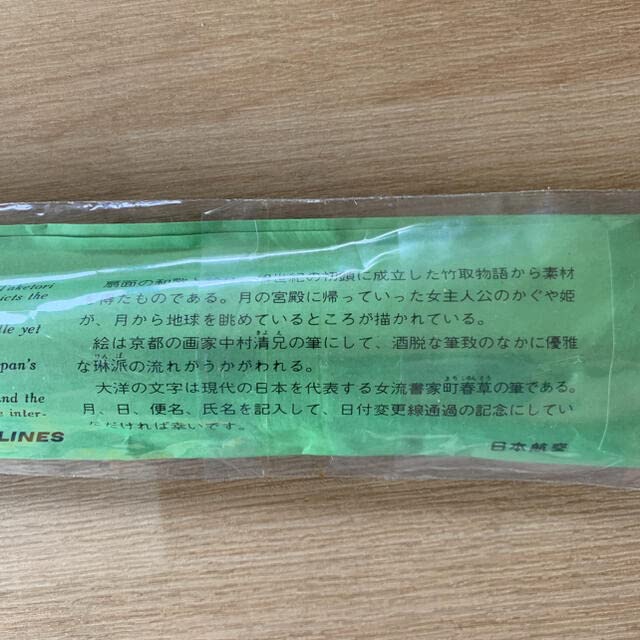 Taketori
icts the
le yet
pan's
and the
inter-
LINES
扇面の和 世紀の初頭に成立した竹取物語から素材
得たものである。月の宮殿に帰っていった女主人公のかぐや姫
が、月から地球を眺めているところが描かれている。
絵は京都の画家中村清兄の筆にして、洒脱な筆致のなかに優雅
な琳派の流れがうかがわれる。
大洋の文字は現代の日本を代表する女流書家町春草の筆である。
月、日、便名、氏名を記入して、日付変更線通過の記念にしてい
ただければ幸いです。
日本航空